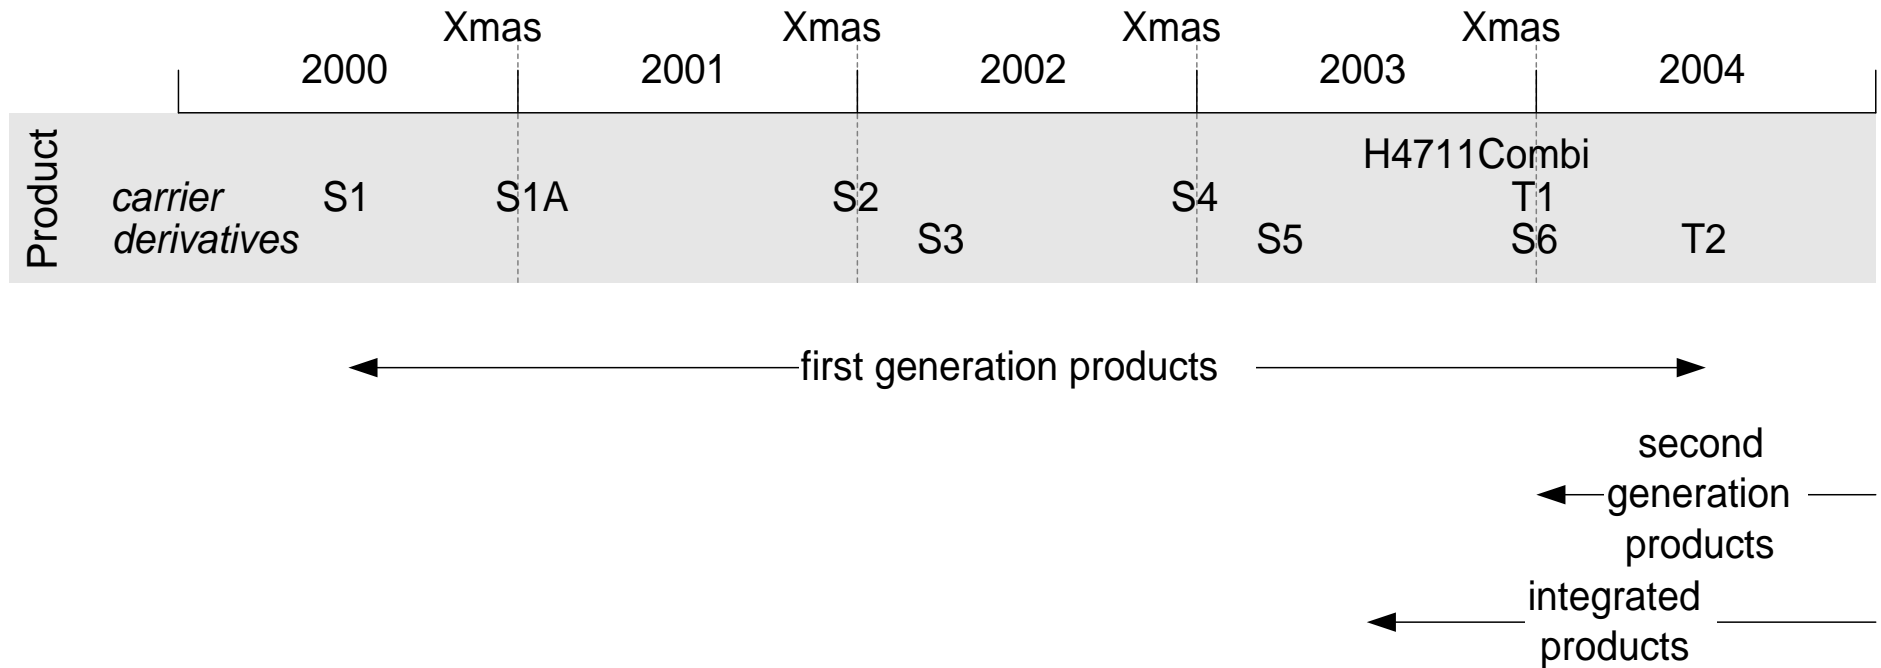 Xmas Xmas Xmas Xmas
2000 2001 2002 2003 2004
Product
H4711Combi
carrier S1 S1A S2 S4 T1
derivatives S3 S5 S6 T2
first generation products
second
generation
products
integrated
products